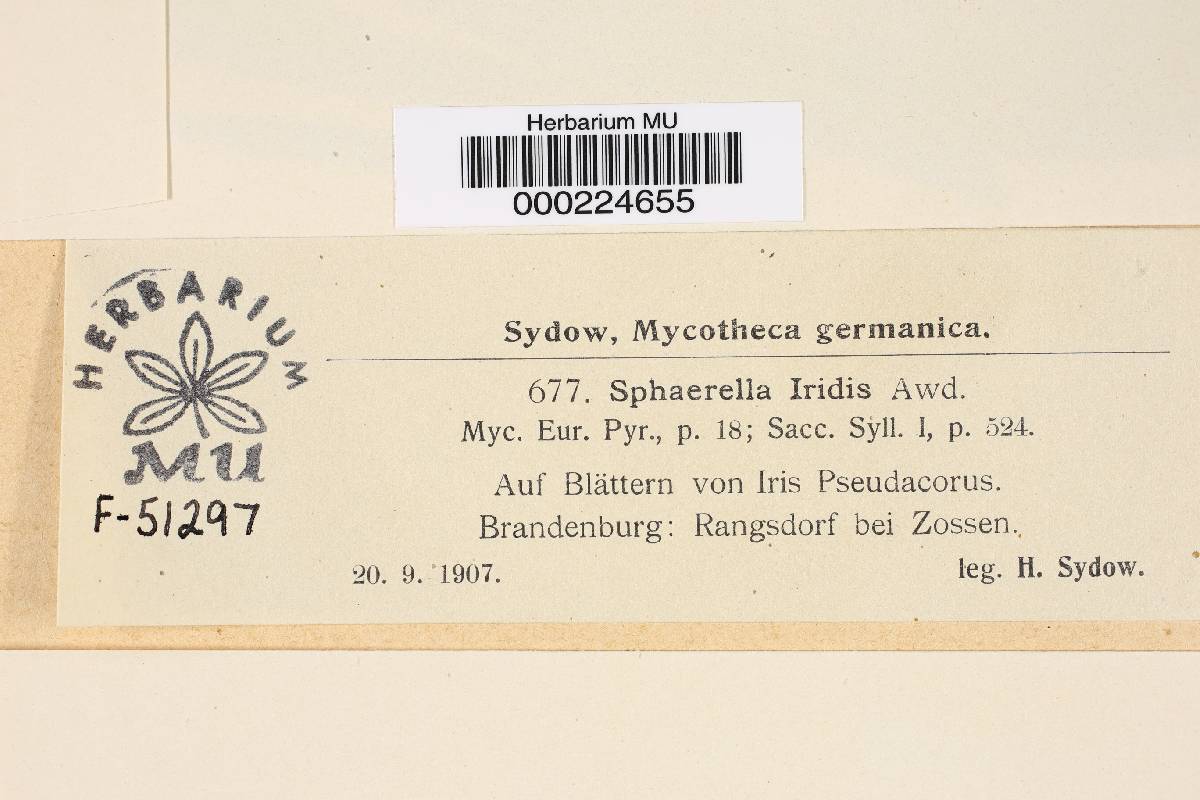 Herbarium MU
000224655
HERBARIUM
MU
F-51297
Sydow, Mycotheca germanica.
677. Sphaerella Iridis Awd.
Myc. Eur. Pyr., p. 18; Sacc. Syll. I, p. 524.
Auf Blättern von Iris Pseudacorus.
Brandenburg: Rangsdorf bei Zossen.
20. 9. 1907. leg. H. Sydow.